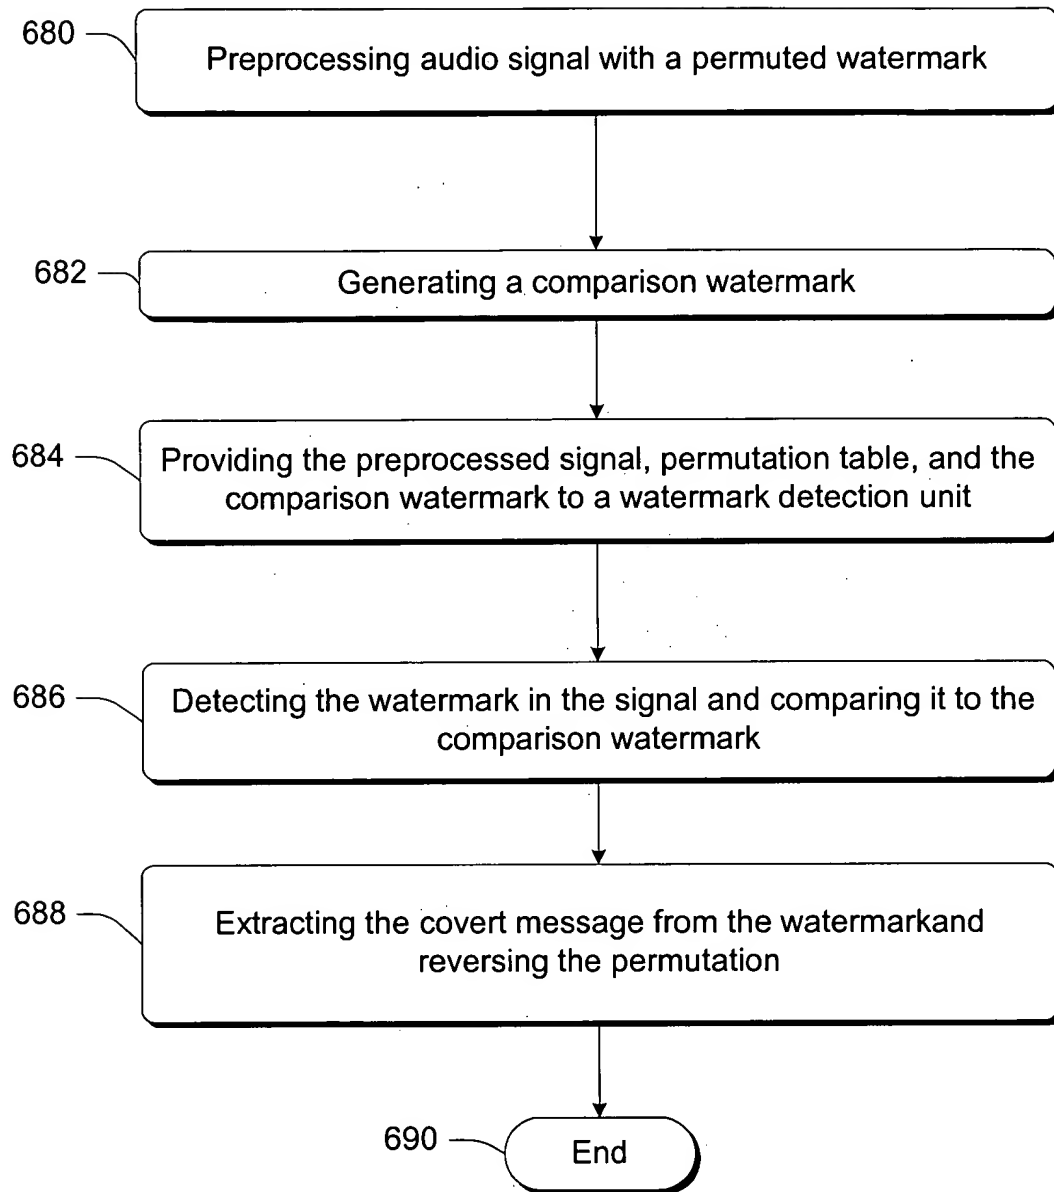 680
Preprocessing audio signal with a permuted watermark
682
Generating a comparison watermark
684
Providing the preprocessed signal, permutation table, and the
comparison watermark to a watermark detection unit
686
Detecting the watermark in the signal and comparing it to the
comparison watermark
688
Extracting the covert message from the watermarkand
reversing the permutation
690
End